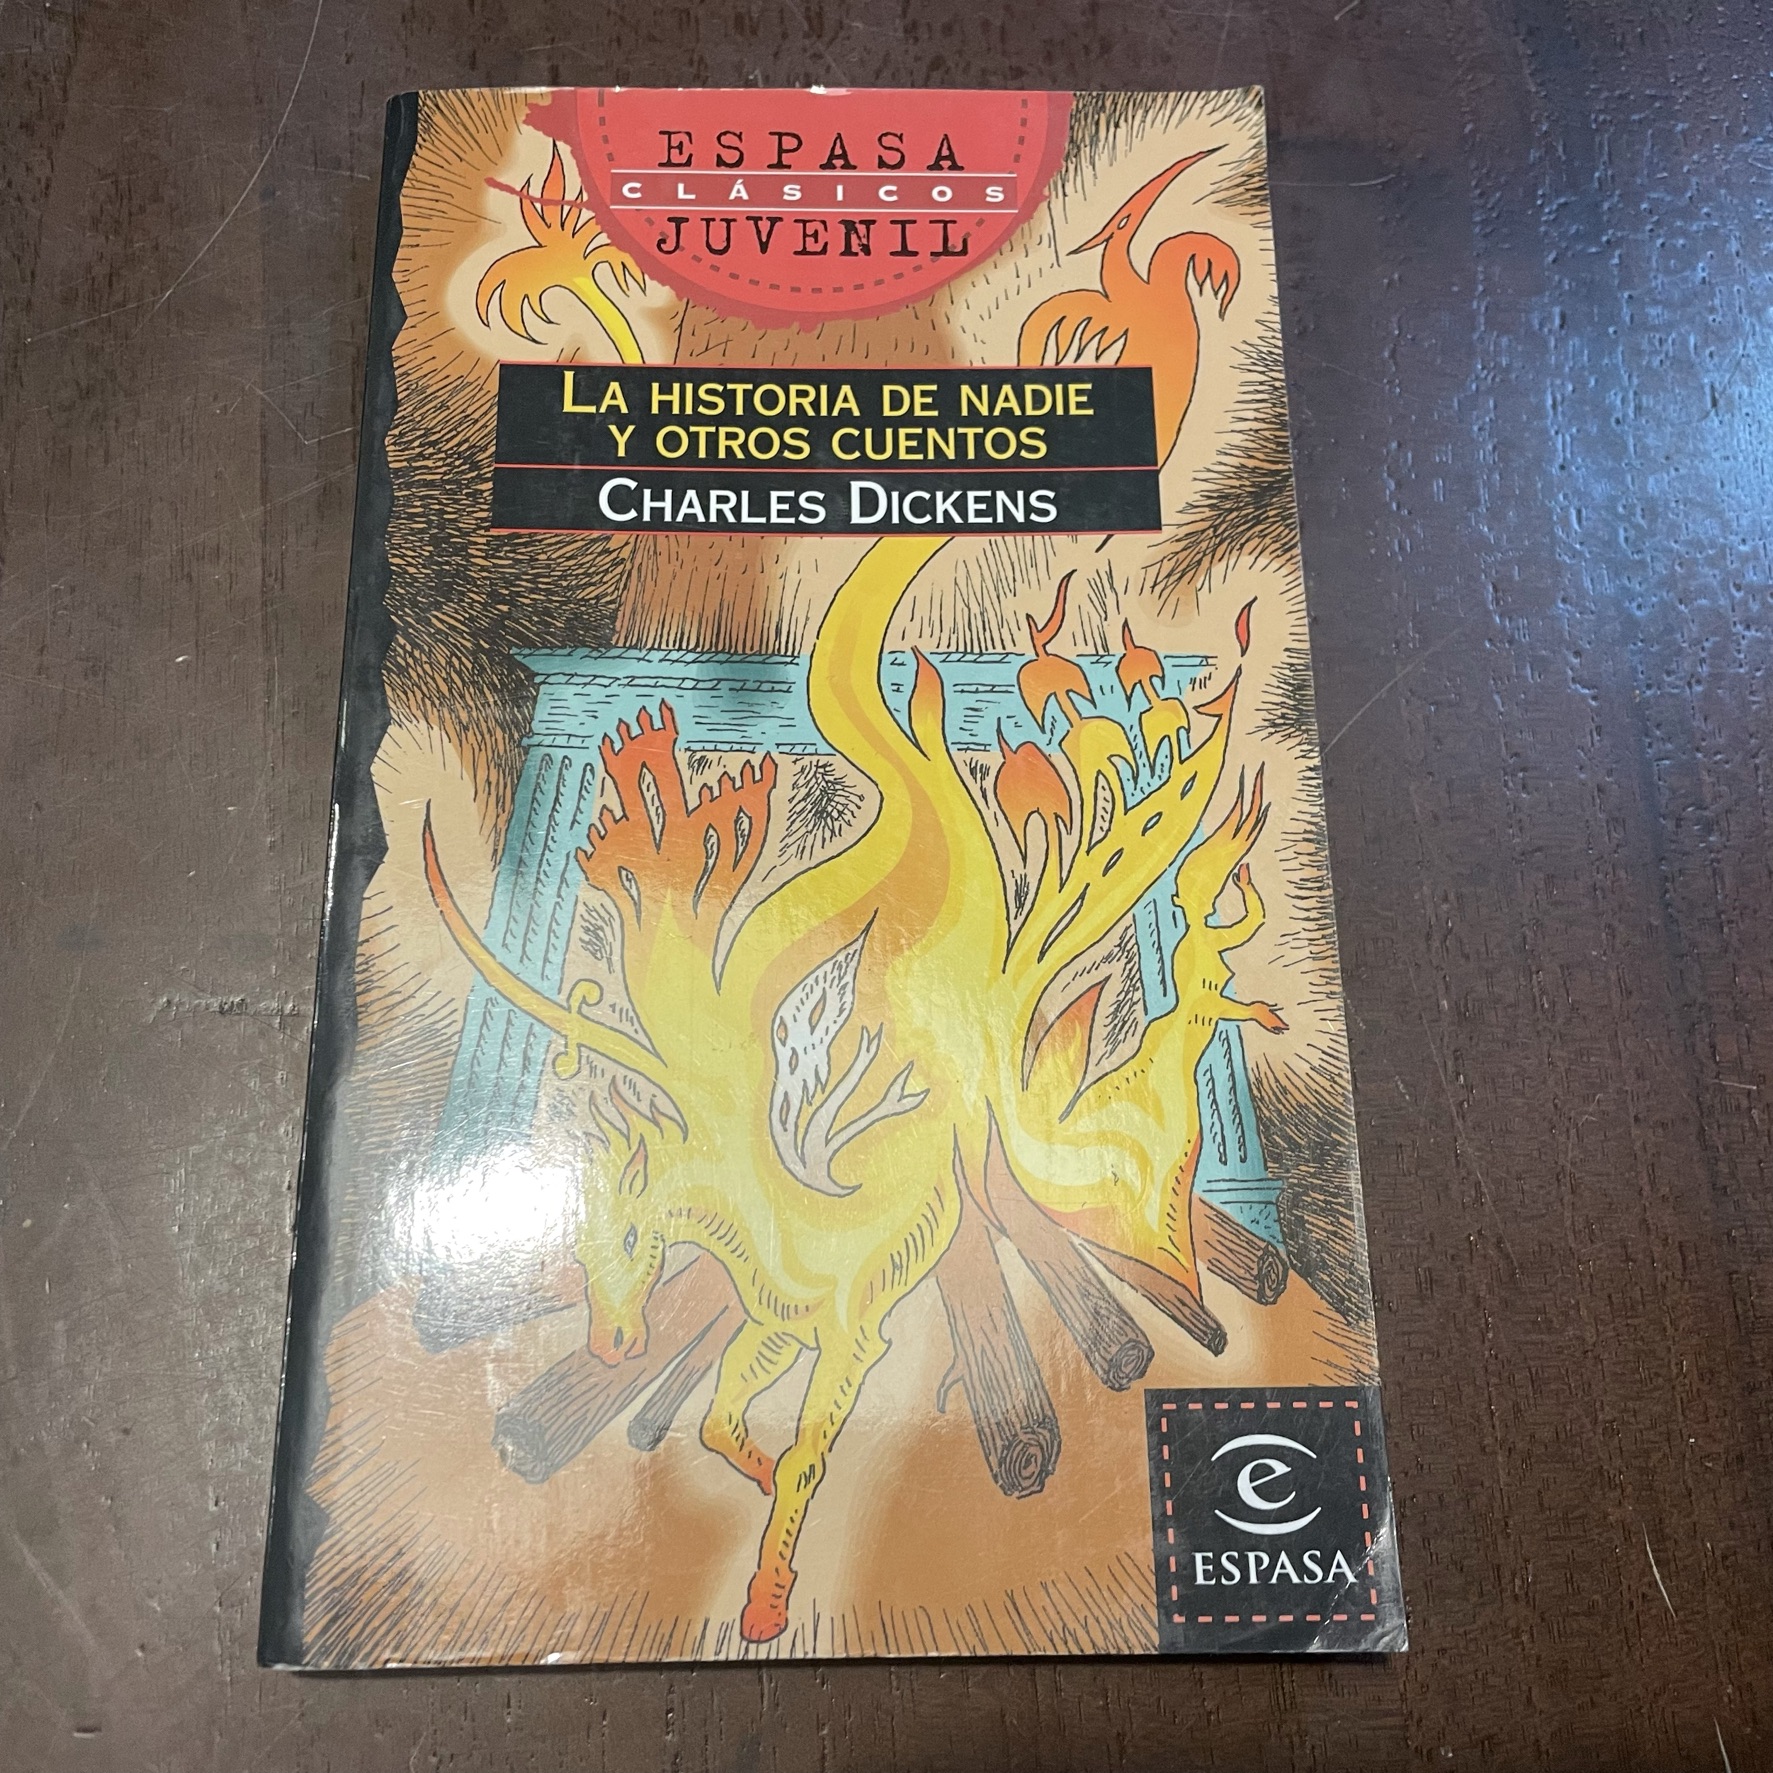 ESPASA
CLÁSICOS
JUVENIL
LA HISTORIA DE NADIE
Y OTROS CUENTOS
CHARLES DICKENS
e
ESPASA